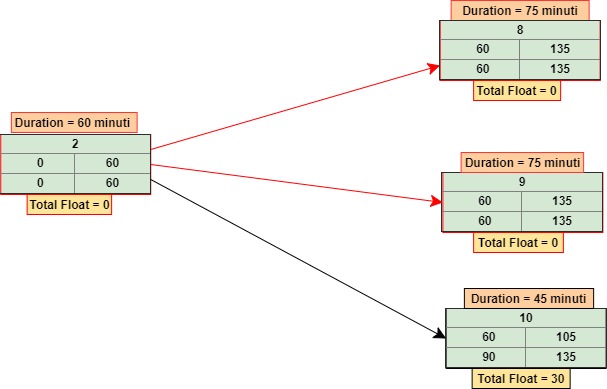 Duration = 60 minuti
2
0 60
0 60
Total Float = 0
Duration = 75 minuti
8
60 135
60 135
Total Float = 0
Duration = 75 minuti
9
60 135
60 135
Total Float = 0
Duration = 45 minuti
10
60 105
90 135
Total Float = 30